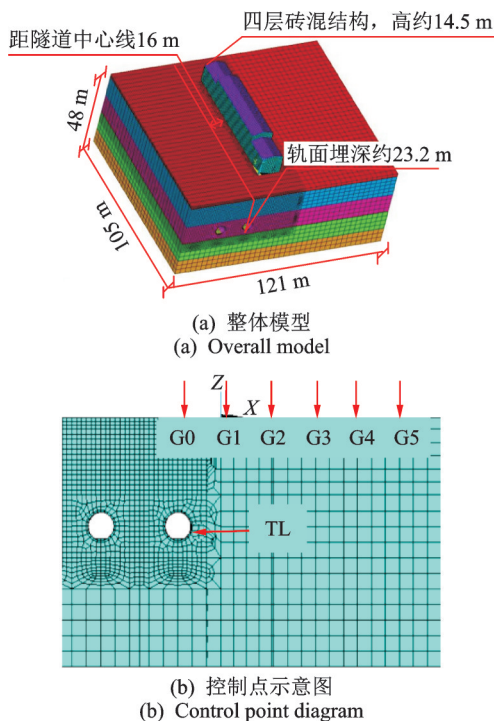 四层砖混结构，高约14.5 m
距隧道中心线16 m
轨面埋深约23.2 m
48 m
105 m
121 m
(a) 整体模型
(a) Overall model
Z
X
G0 G1 G2 G3 G4 G5
TL
(b) 控制点示意图
(b) Control point diagram